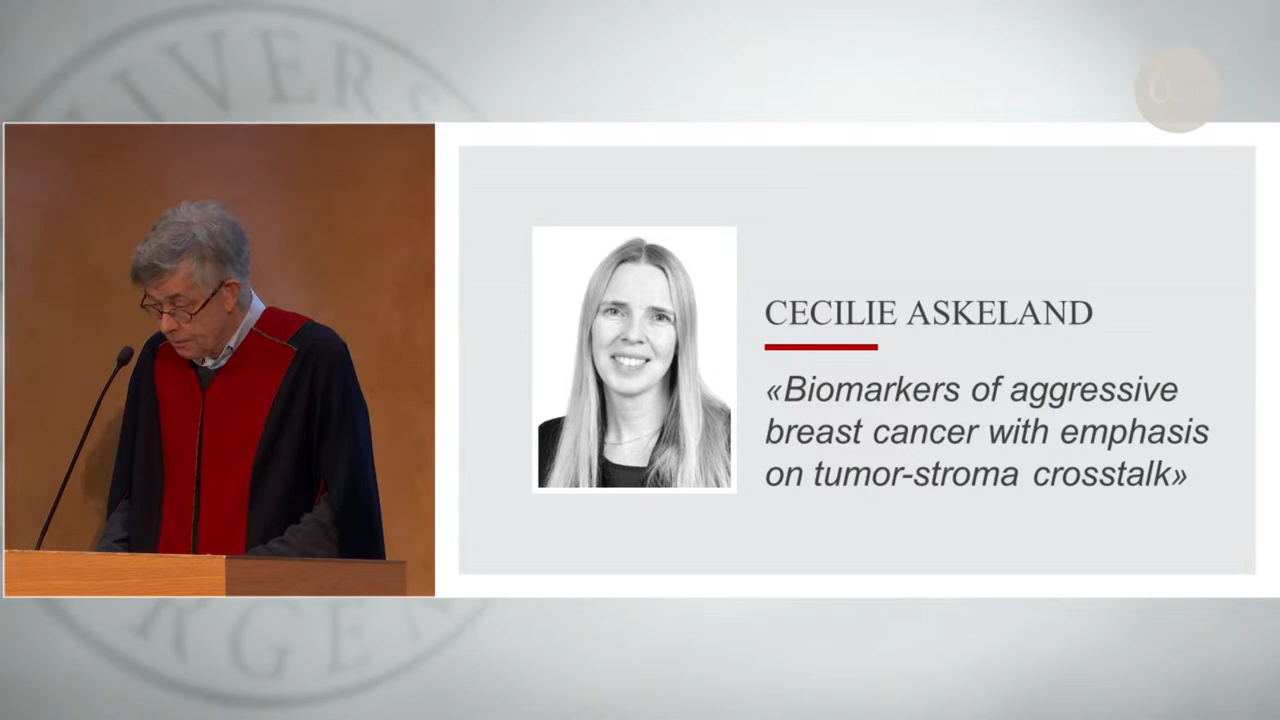 CECILIE ASKELAND
«Biomarkers of aggressive
breast cancer with emphasis
on tumor-stroma crosstalk»